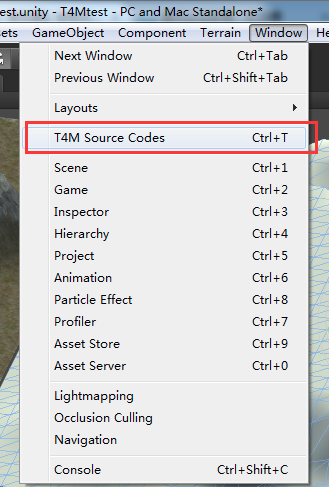 est.unity - T4Mtest - PC and Mac Standalone*
sets GameObject Component Terrain Window He
Next Window Ctrl+Tab
Previous Window Ctrl+Shift+Tab
Layouts
T4M Source Codes Ctrl+T
Scene Ctrl+1
Game Ctrl+2
Inspector Ctrl+3
Hierarchy Ctrl+4
Project Ctrl+5
Animation Ctrl+6
Particle Effect Ctrl+8
Profiler Ctrl+7
Asset Store Ctrl+9
Asset Server Ctrl+0
Lightmapping
Occlusion Culling
Navigation
Console Ctrl+Shift+C